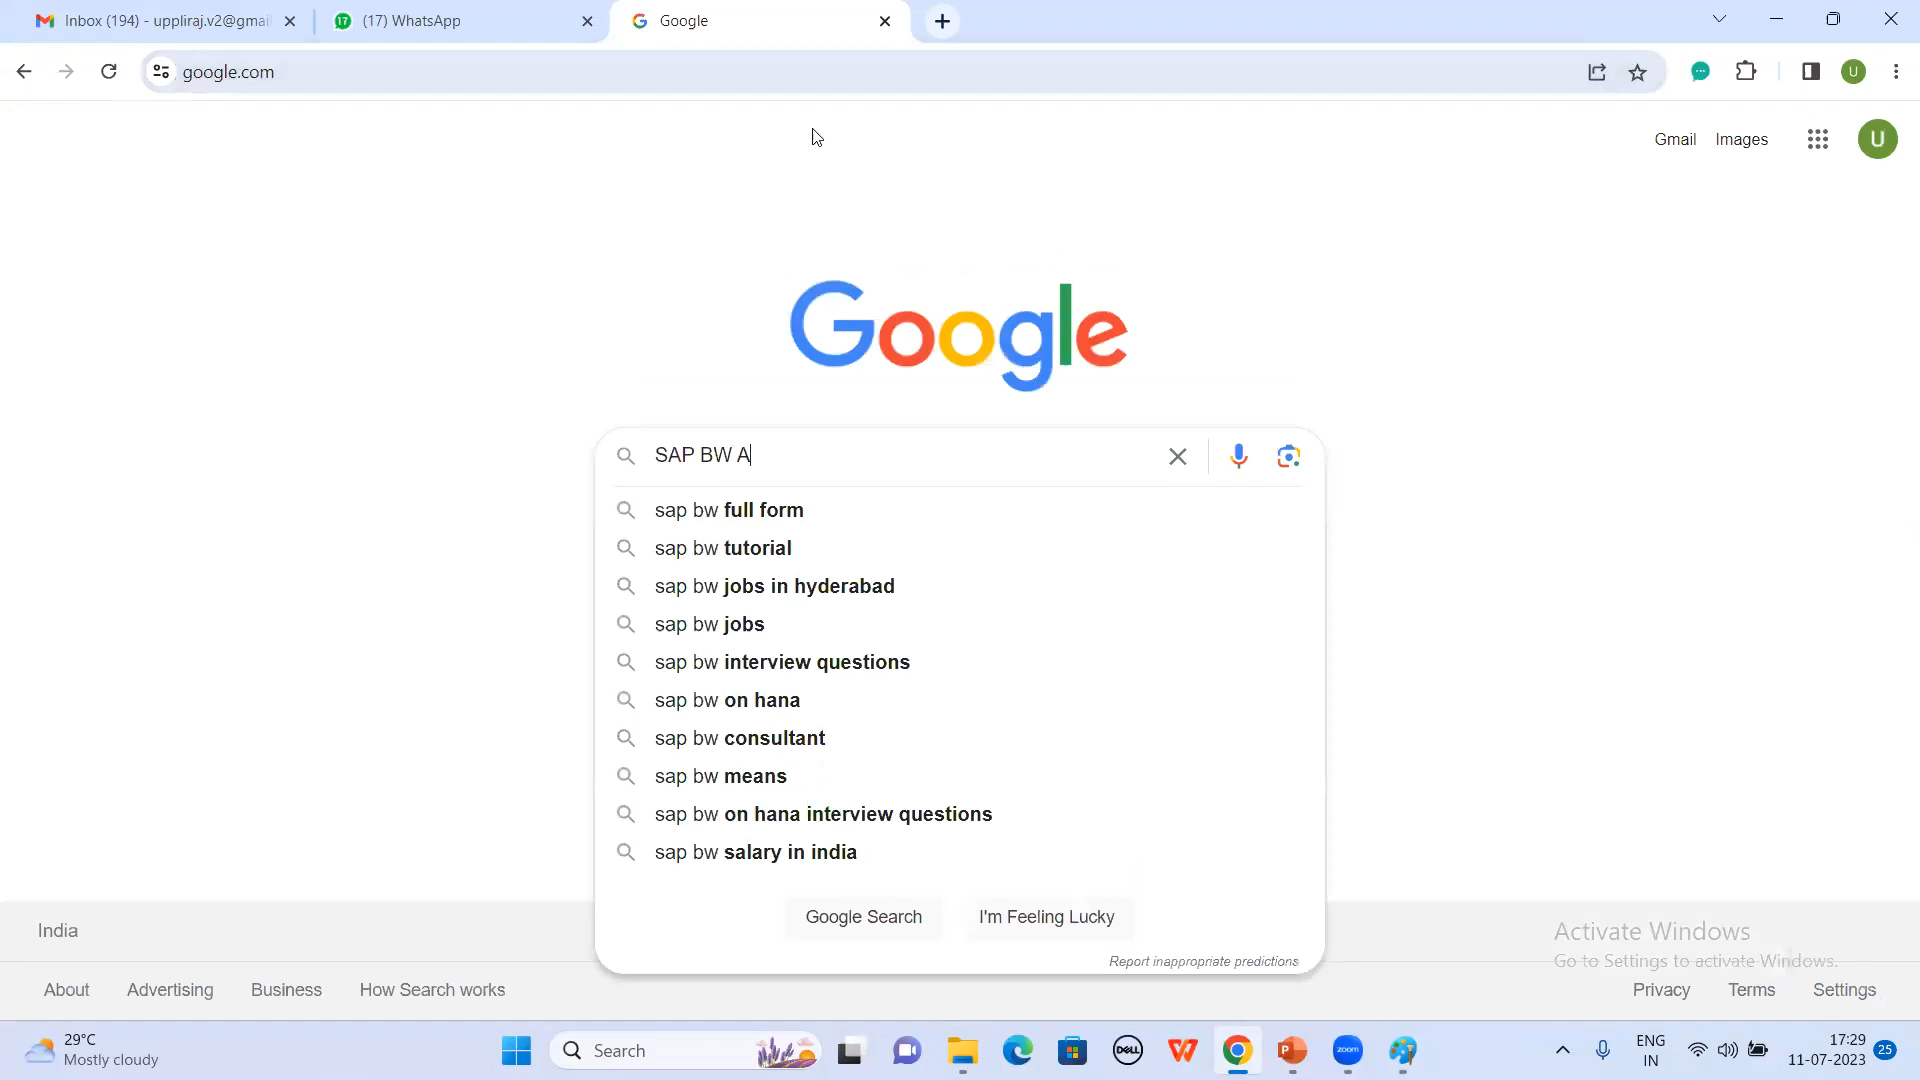 Inbox (194) - uppliraj.v2@gmai
17
(17) WhatsApp
Google
google.com
U
Gmail
Images
U
Google
SAP BW A
sap bw full form
sap bw tutorial
sap bw jobs in hyderabad
sap bw jobs
sap bw interview questions
sap bw on hana
sap bw consultant
sap bw means
sap bw on hana interview questions
sap bw salary in india
Google Search
I'm Feeling Lucky
Report inappropriate predictions
India
Activate Windows
Go to Settings to activate Windows.
About
Advertising
Business
How Search works
Privacy
Terms
Settings
29°C
Mostly cloudy
Search
DELL
W
P
zoom
ENG
IN
17:29
11-07-2023
25